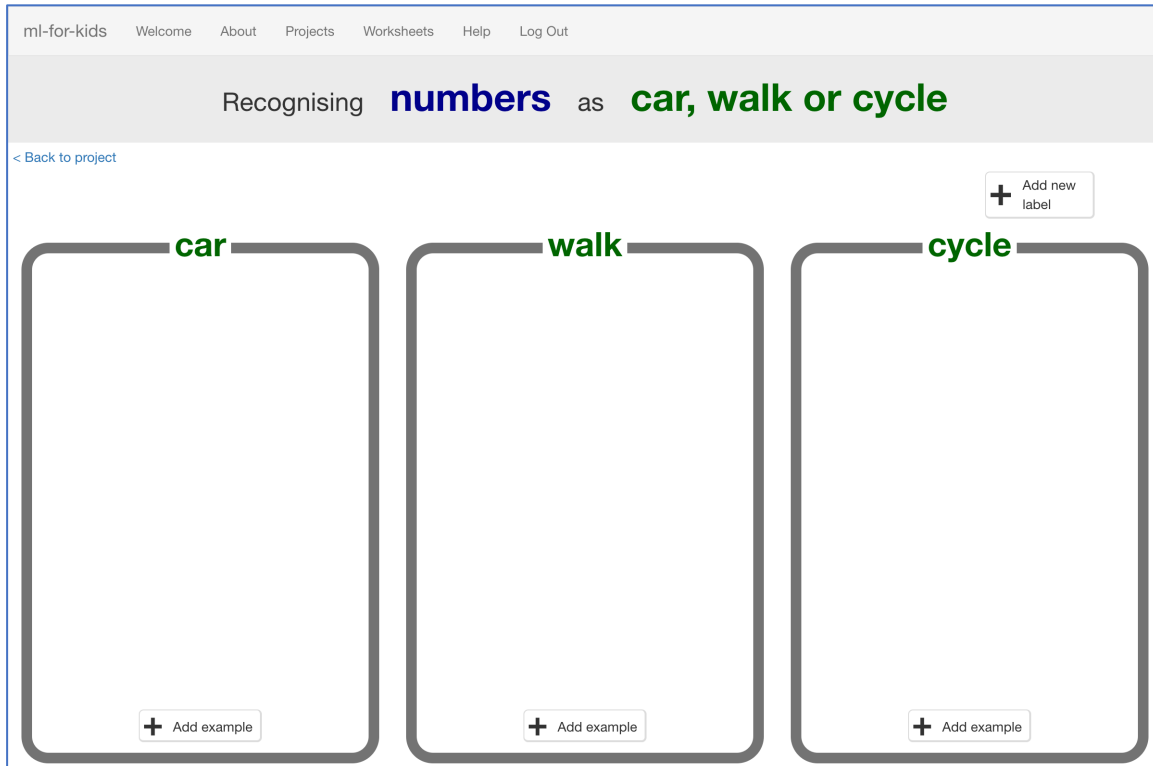 ml-for-kids Welcome About Projects Worksheets Help Log Out
Recognising numbers as car, walk or cycle
< Back to project
Add new
label
car walk cycle
Add example Add example Add example